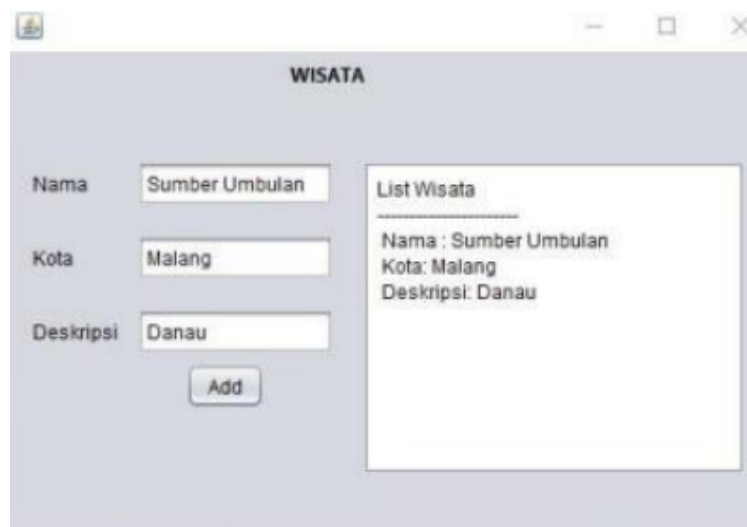 WISATA
Nama
Sumber Umbulan
Kota
Malang
Deskripsi
Danau
Add
List Wisata
-----------------------
Nama : Sumber Umbulan
Kota: Malang
Deskripsi: Danau